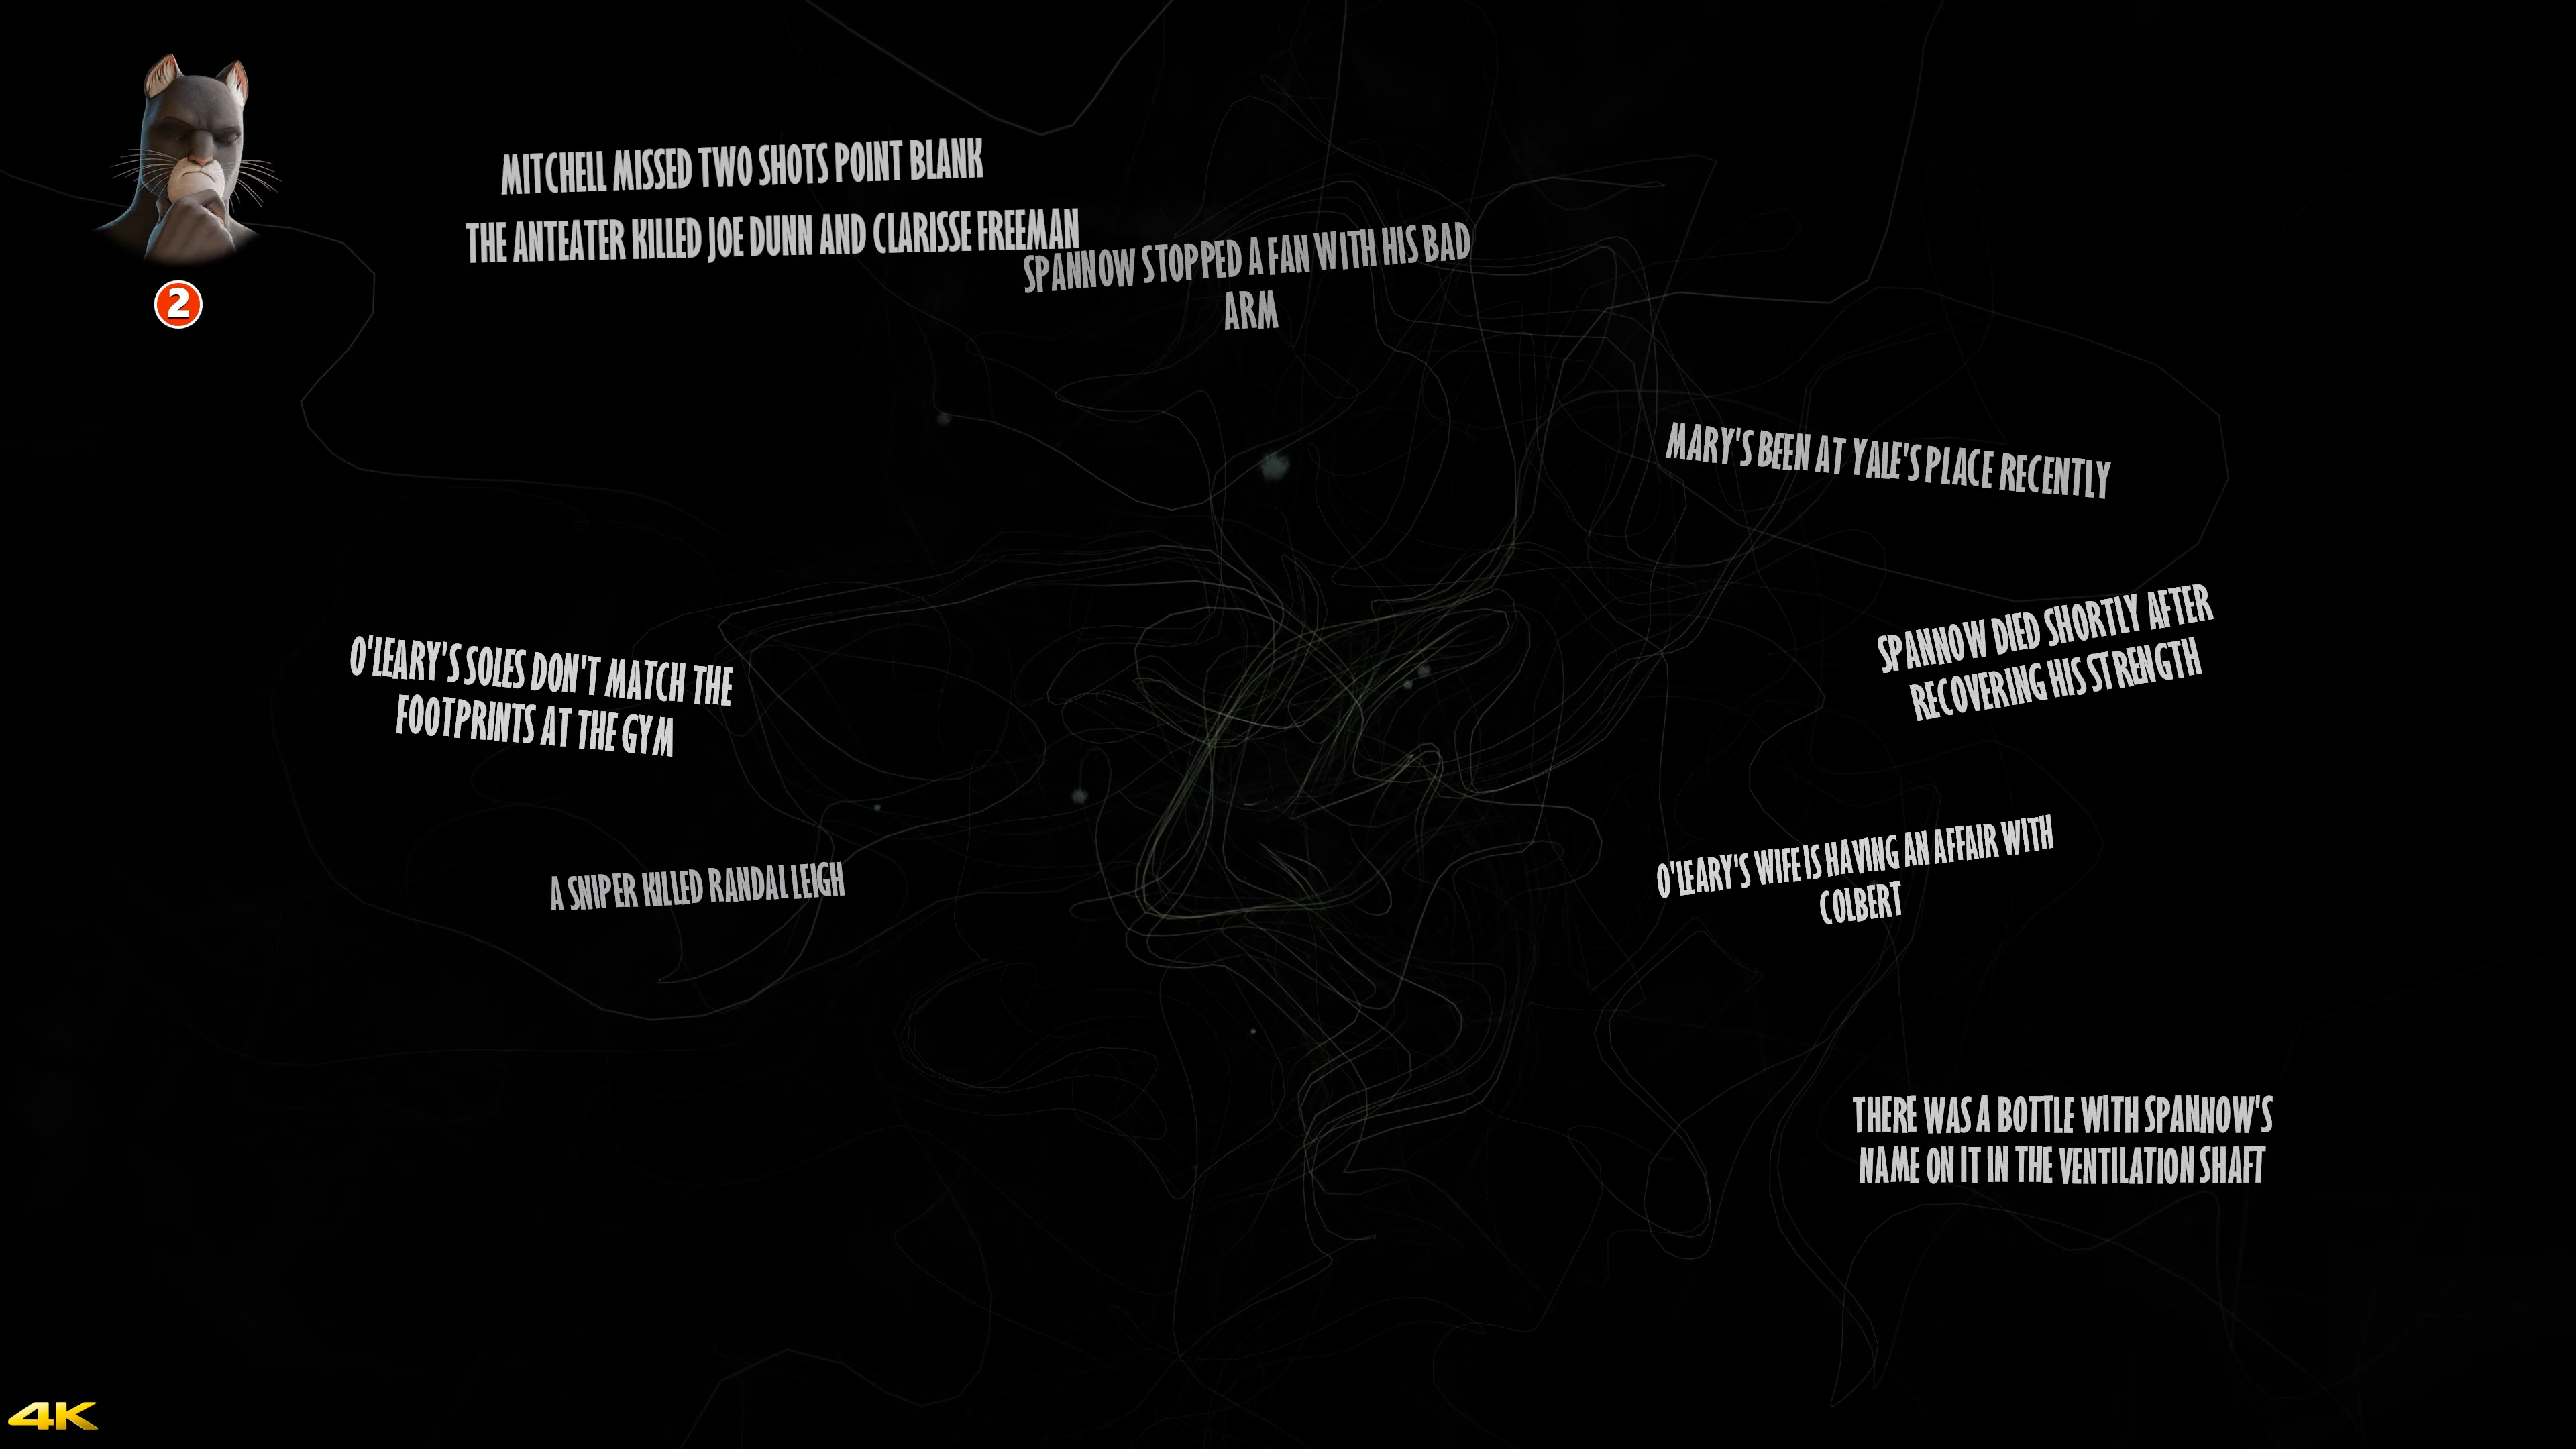 2
MITCHELL MISSED TWO SHOTS POINT BLANK
THE ANTEATER KILLED JOE DUNN AND CLARISSE FREEMAN
SPANNOW STOPPED A FAN WITH HIS BAD
ARM
MARY'S BEEN AT YALE'S PLACE RECENTLY
O'LEARY'S SOLES DON'T MATCH THE
FOOTPRINTS AT THE GYM
SPANNOW DIED SHORTLY AFTER
RECOVERING HIS STRENGTH
A SNIPER KILLED RANDAL LEIGH
O'LEARY'S WIFE IS HAVING AN AFFAIR WITH
COLBERT
THERE WAS A BOTTLE WITH SPANNOW'S
NAME ON IT IN THE VENTILATION SHAFT
4K